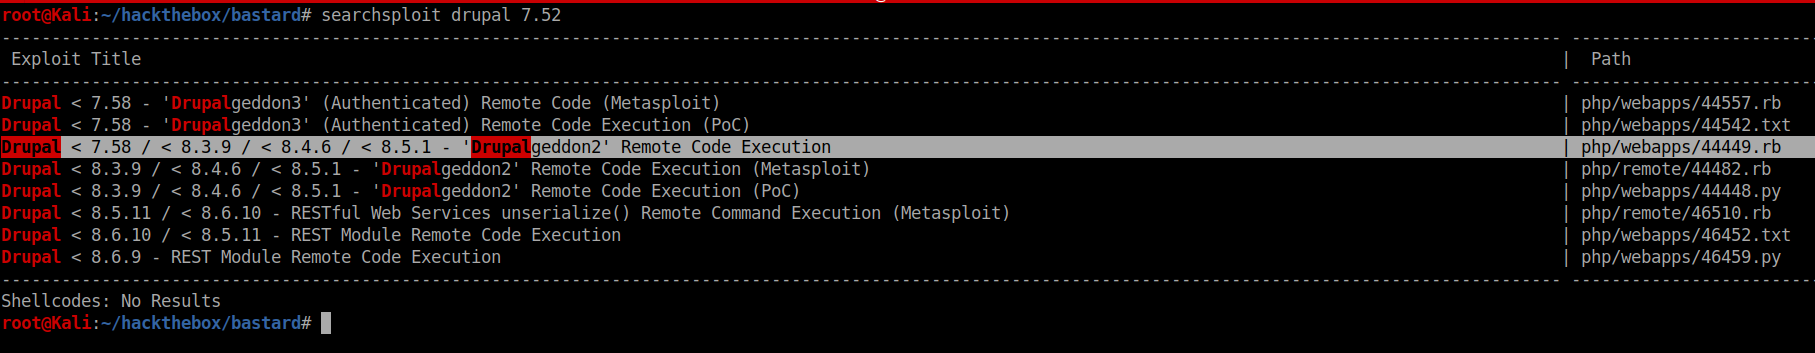 root@Kali:~/hackthebox/bastard# searchsploit drupal 7.52
Exploit Title | Path
Drupal < 7.58 - 'Drupalgeddon3' (Authenticated) Remote Code (Metasploit) | php/webapps/44557.rb
Drupal < 7.58 - 'Drupalgeddon3' (Authenticated) Remote Code Execution (PoC) | php/webapps/44542.txt
Drupal < 7.58 / < 8.3.9 / < 8.4.6 / < 8.5.1 - 'Drupalgeddon2' Remote Code Execution | php/webapps/44449.rb
Drupal < 8.3.9 / < 8.4.6 / < 8.5.1 - 'Drupalgeddon2' Remote Code Execution (Metasploit) | php/remote/44482.rb
Drupal < 8.3.9 / < 8.4.6 / < 8.5.1 - 'Drupalgeddon2' Remote Code Execution (PoC) | php/webapps/44448.py
Drupal < 8.5.11 / < 8.6.10 - RESTful Web Services unserialize() Remote Command Execution (Metasploit) | php/remote/46510.rb
Drupal < 8.6.10 / < 8.5.11 - REST Module Remote Code Execution | php/webapps/46452.txt
Drupal < 8.6.9 - REST Module Remote Code Execution | php/webapps/46459.py
Shellcodes: No Results
root@Kali:~/hackthebox/bastard#